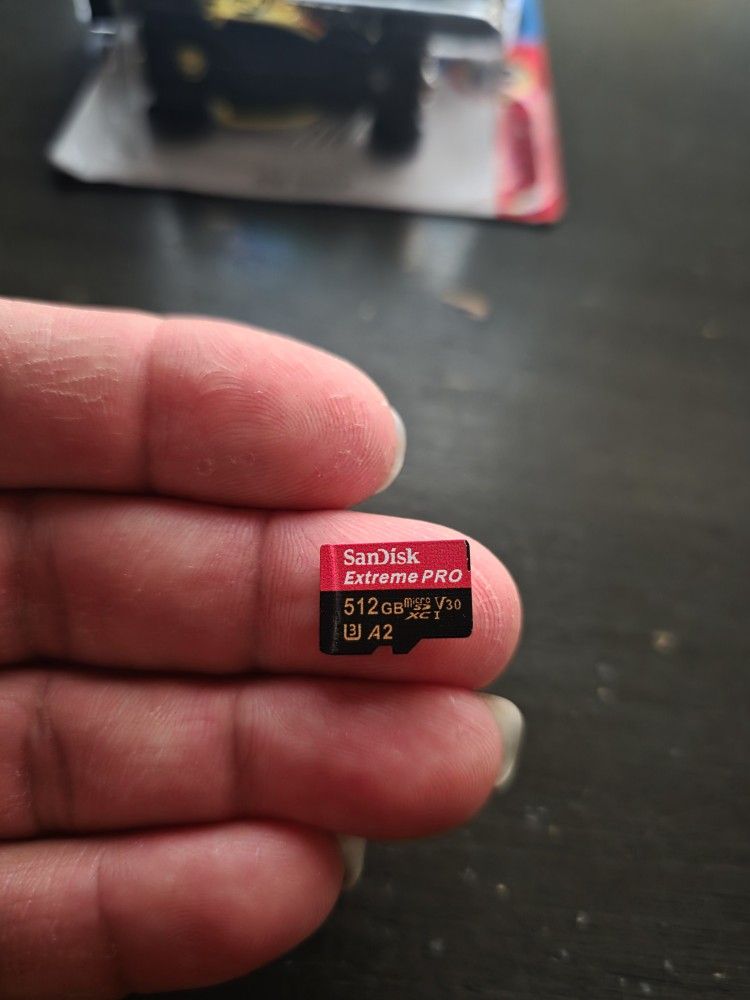 SanDisk
Extreme PRO
512GB micro SD XC I V30
U3 A2